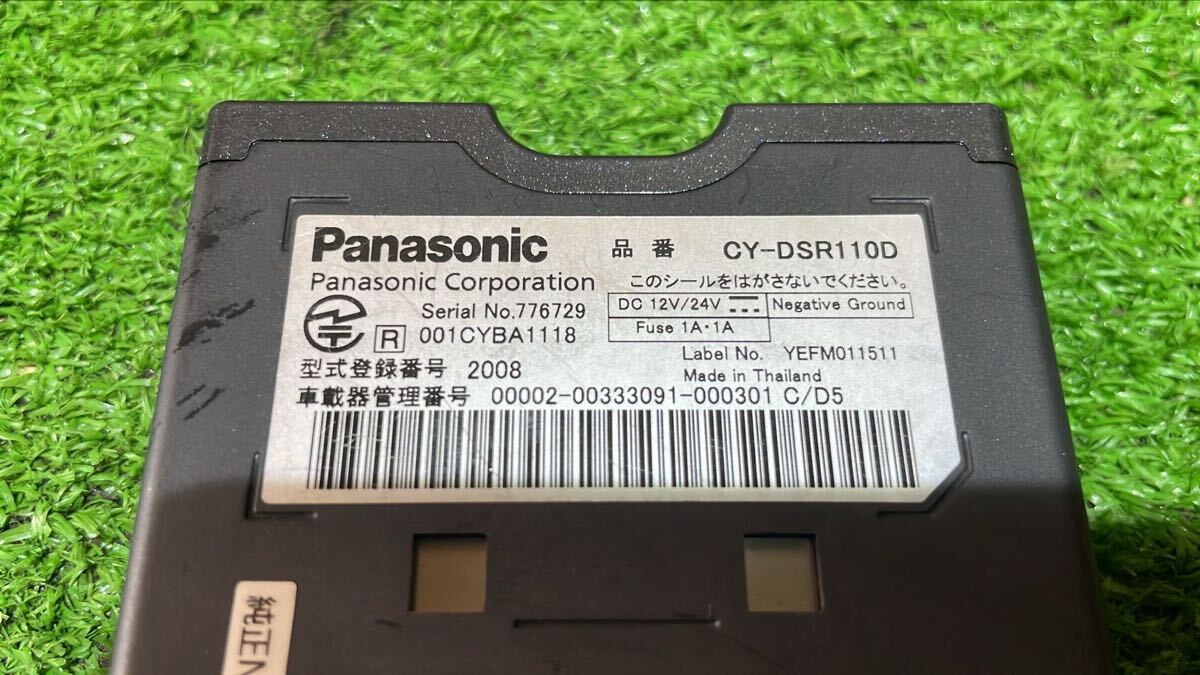 Panasonic 品番 CY-DSR110D
Panasonic Corporation このシールをはがさないでください。
Serial No.776729 DC 12V/24V Negative Ground
R 001CYBA1118 Fuse 1A・1A
Label No. YEFM011511
型式登録番号 2008 Made in Thailand
車載器管理番号 00002-00333091-000301 C/D5
純正